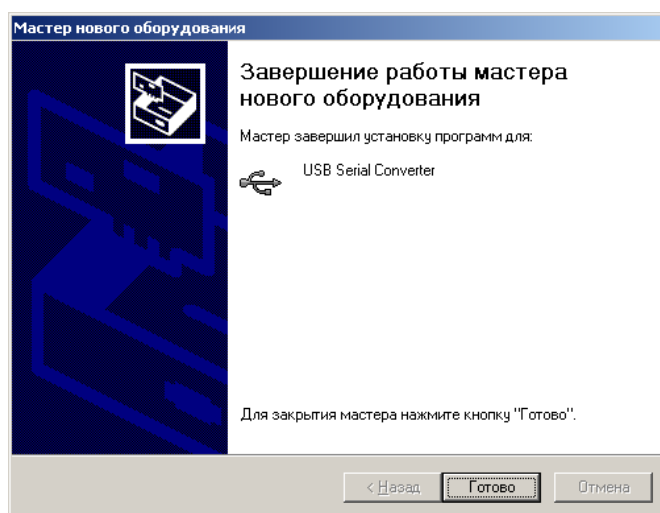 Мастер нового оборудования
Завершение работы мастера
нового оборудования
Мастер завершил установку программ для:
USB Serial Converter
Для закрытия мастера нажмите кнопку "Готово".
< Назад
Готово
Отмена